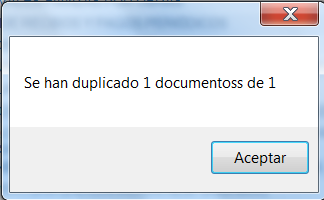 Se han duplicado 1 documentoss de 1
Aceptar